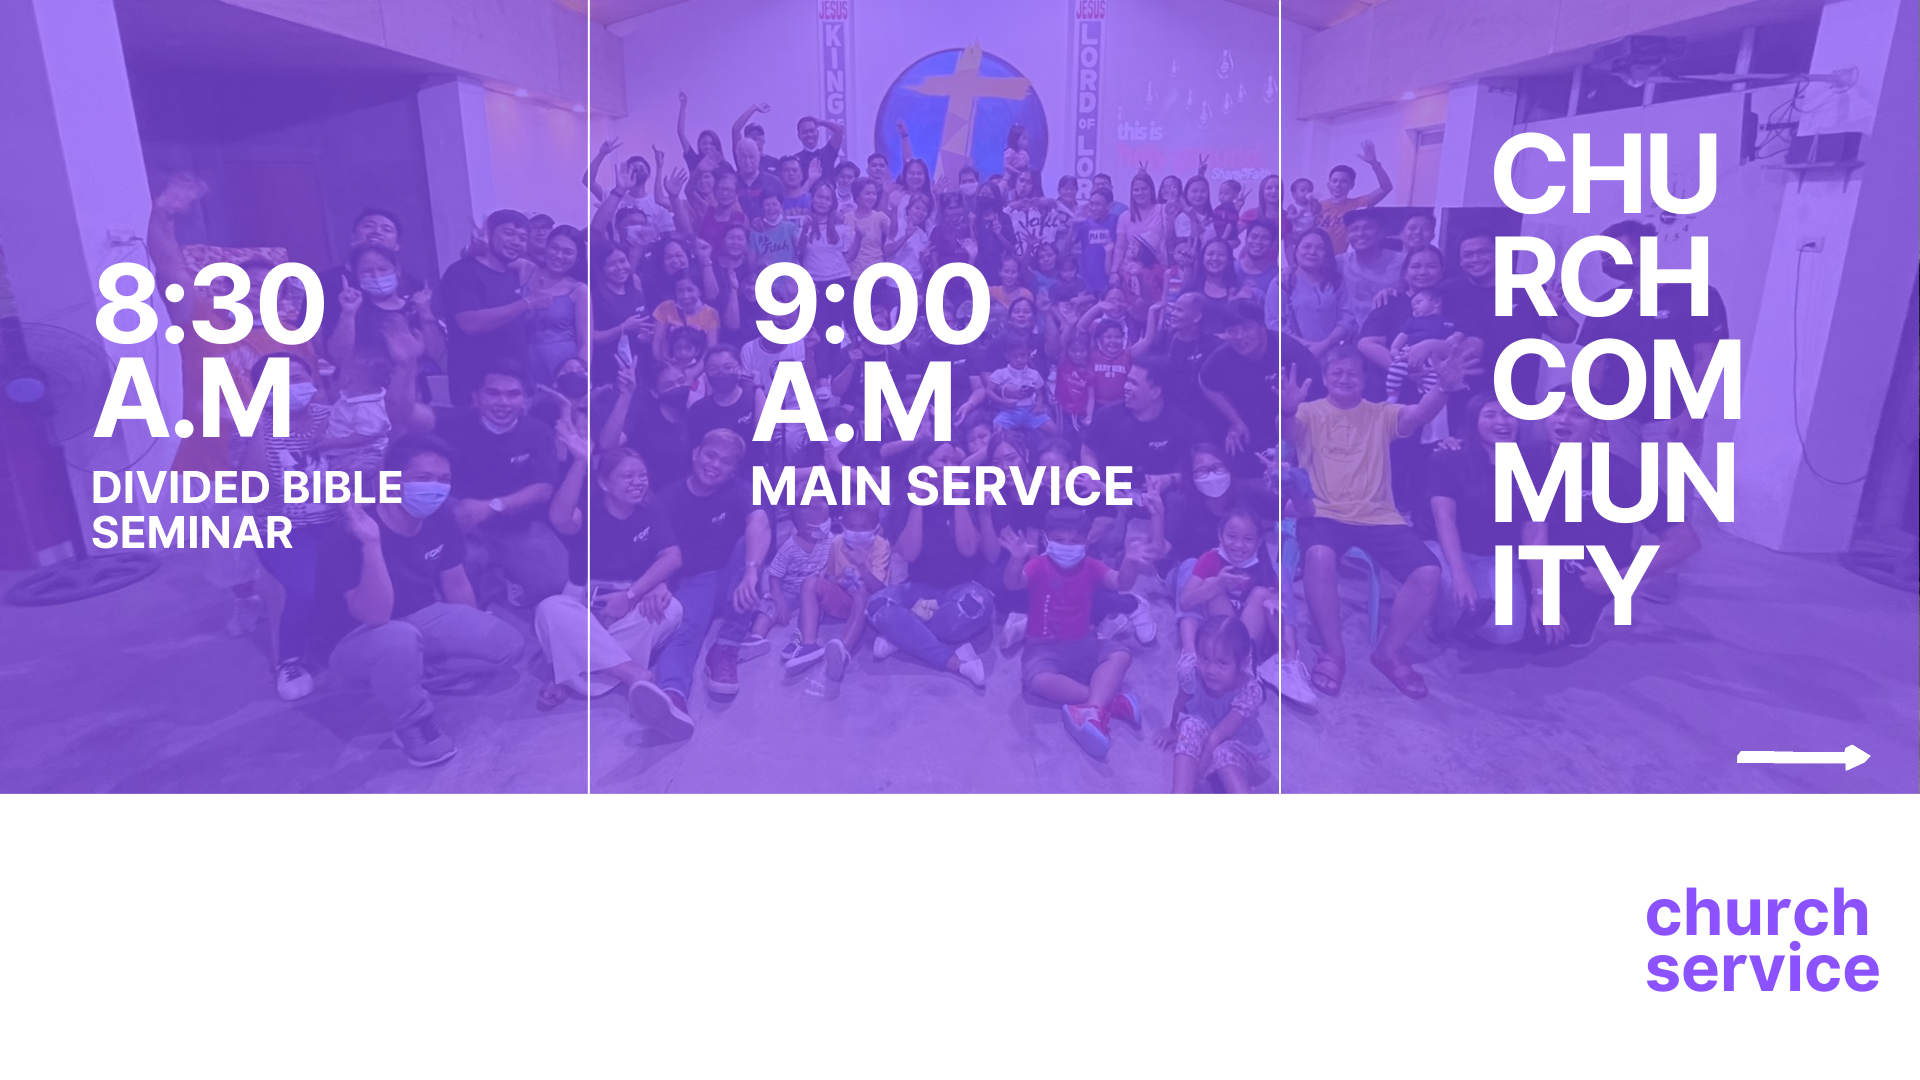 8:30
A.M
DIVIDED BIBLE
SEMINAR
9:00
A.M
MAIN SERVICE
CHU
RCH
COM
MUN
ITY
church
service
JESUS
KING
JESUS
LORD OF LOR
this is